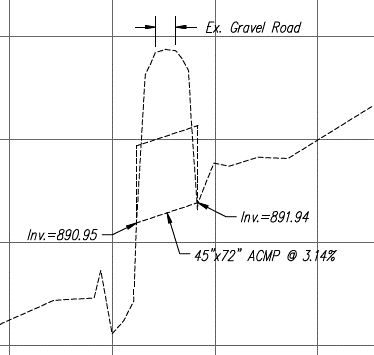 Ex. Gravel Road
Inv.=891.94
Inv.=890.95
45"x72" ACMP @ 3.14%